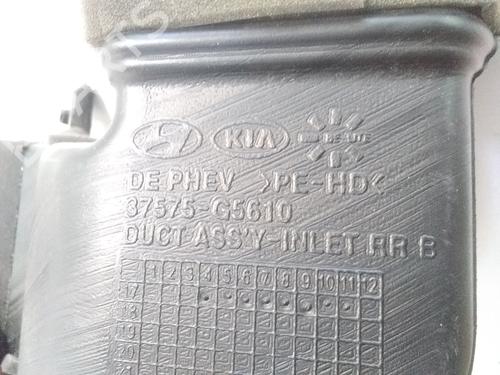 KIA
DE PHEV >PE-HD<
37575-G5610
DUCT ASS'Y-INLET RR B
1 2 3 4 5 6 7 8 9 10 11 12
17
18
19
20